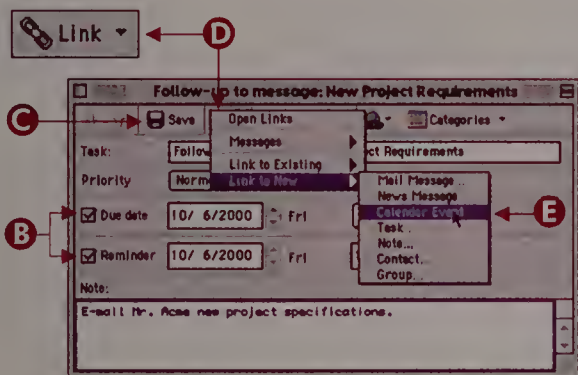 Link
D
Follow-up to message: New Project Requirements
C
Save
Open Links
Categories
Messages
Task:
Follow
ct Requirements
Link to Existing
Priority
Norm
Link to New
Mail Message...
News Message
B
Due date
10/ 6/2000
Fri
Calendar Event
E
Task...
Note...
Reminder
10/ 6/2000
Fri
Contact...
Group...
Note:
E-mail Mr. Acme new project specifications.